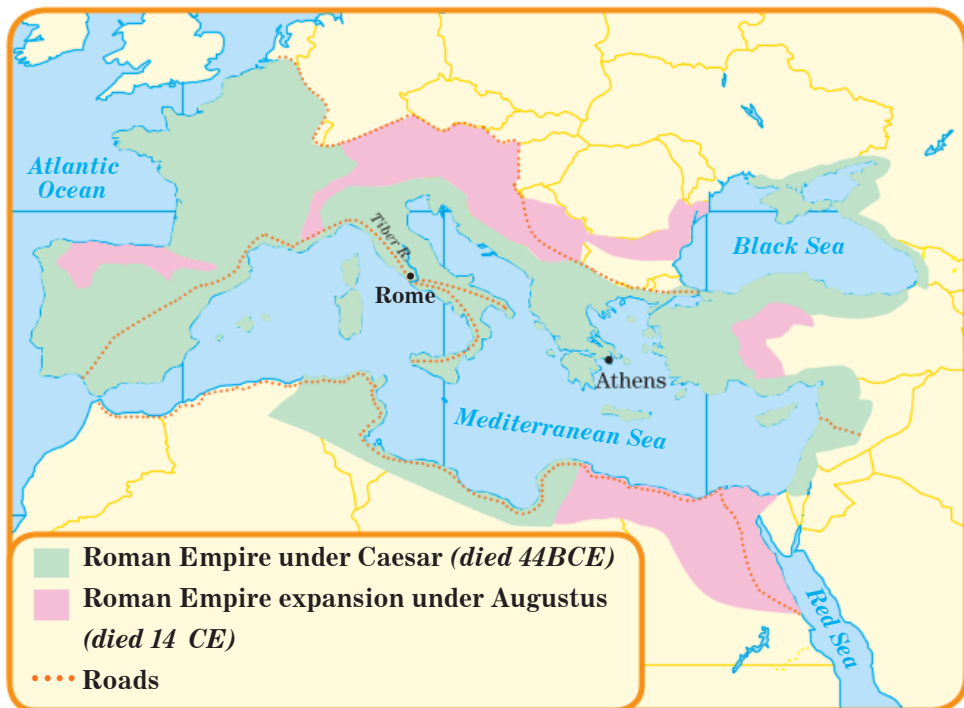 Atlantic
Ocean
Tiber R.
Rome
Black Sea
Athens
Mediterranean Sea
Red Sea
Roman Empire under Caesar (died 44BCE)
Roman Empire expansion under Augustus
(died 14 CE)
Roads